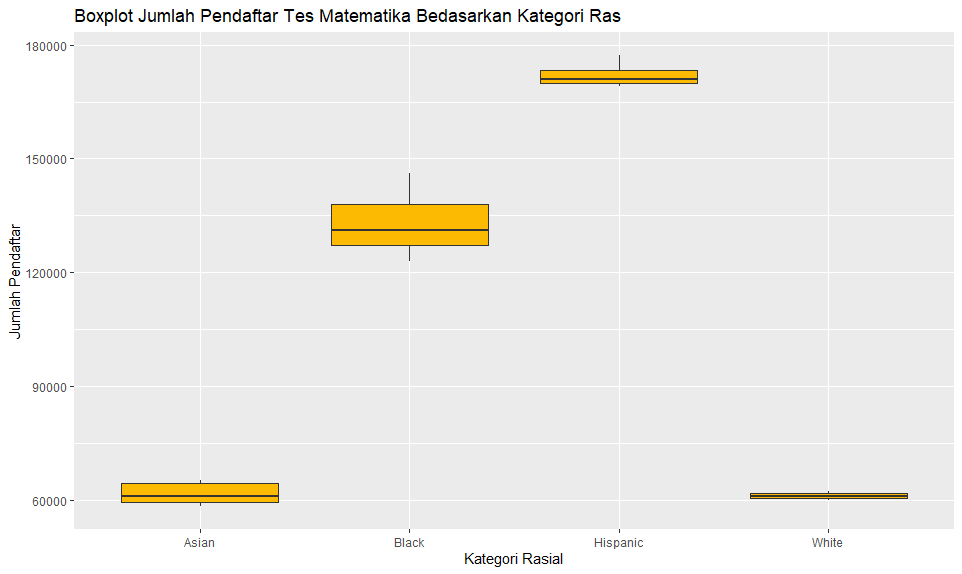 Boxplot Jumlah Pendaftar Tes Matematika Bedasarkan Kategori Ras
180000
150000
120000
90000
60000
Jumlah Pendaftar
Asian
Black
Hispanic
White
Kategori Rasial